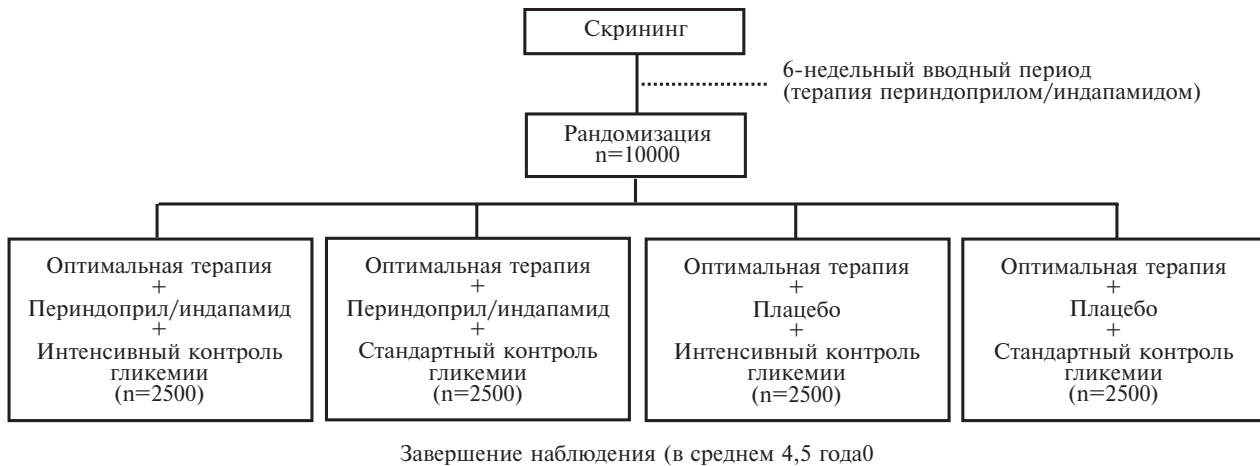 Скрининг
6-недельный вводный период
(терапия периндоприлом/индапамидом)
Рандомизация
n=10000
Оптимальная терапия
+
Периндоприл/индапамид
+
Интенсивный контроль
гликемии
(n=2500)
Оптимальная терапия
+
Периндоприл/индапамид
+
Стандартный контроль
гликемии
(n=2500)
Оптимальная терапия
+
Плацебо
+
Интенсивный контроль
гликемии
(n=2500)
Оптимальная терапия
+
Плацебо
+
Стандартный контроль
гликемии
(n=2500)
Завершение наблюдения (в среднем 4,5 года0